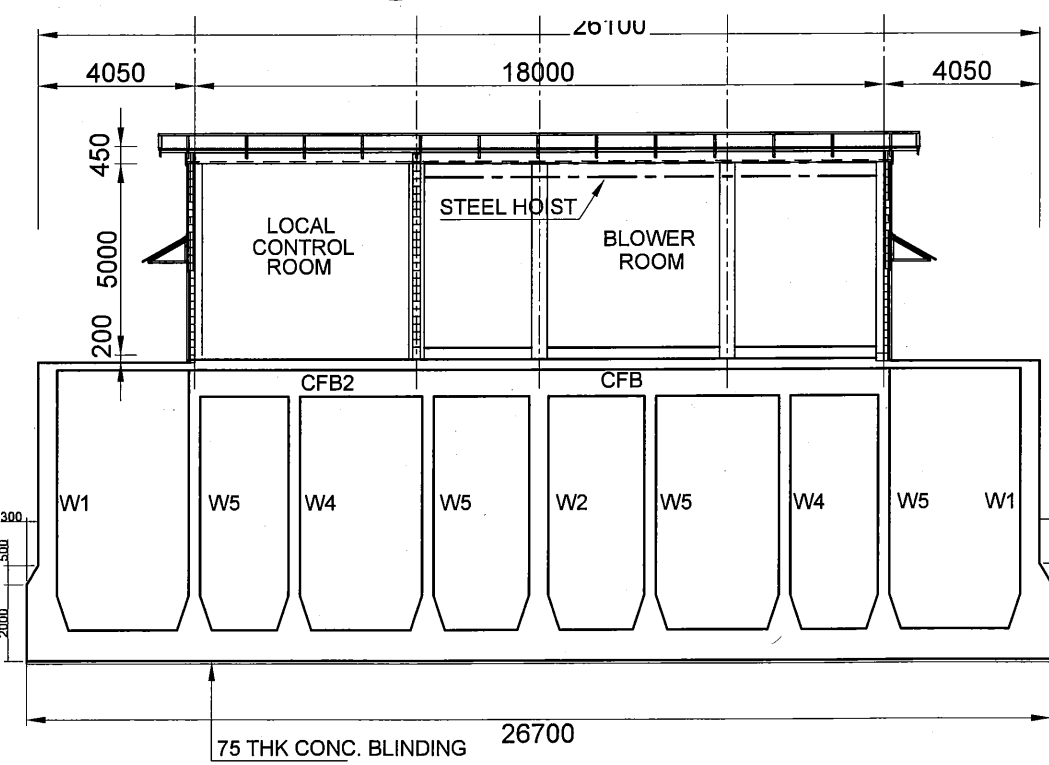 26100
4050
18000
4050
450
STEEL HOIST
LOCAL
CONTROL
ROOM
BLOWER
ROOM
5000
200
CFB2
CFB
W1
W5
W4
W5
W2
W5
W4
W5
W1
300
500
2000
26700
75 THK CONC. BLINDING